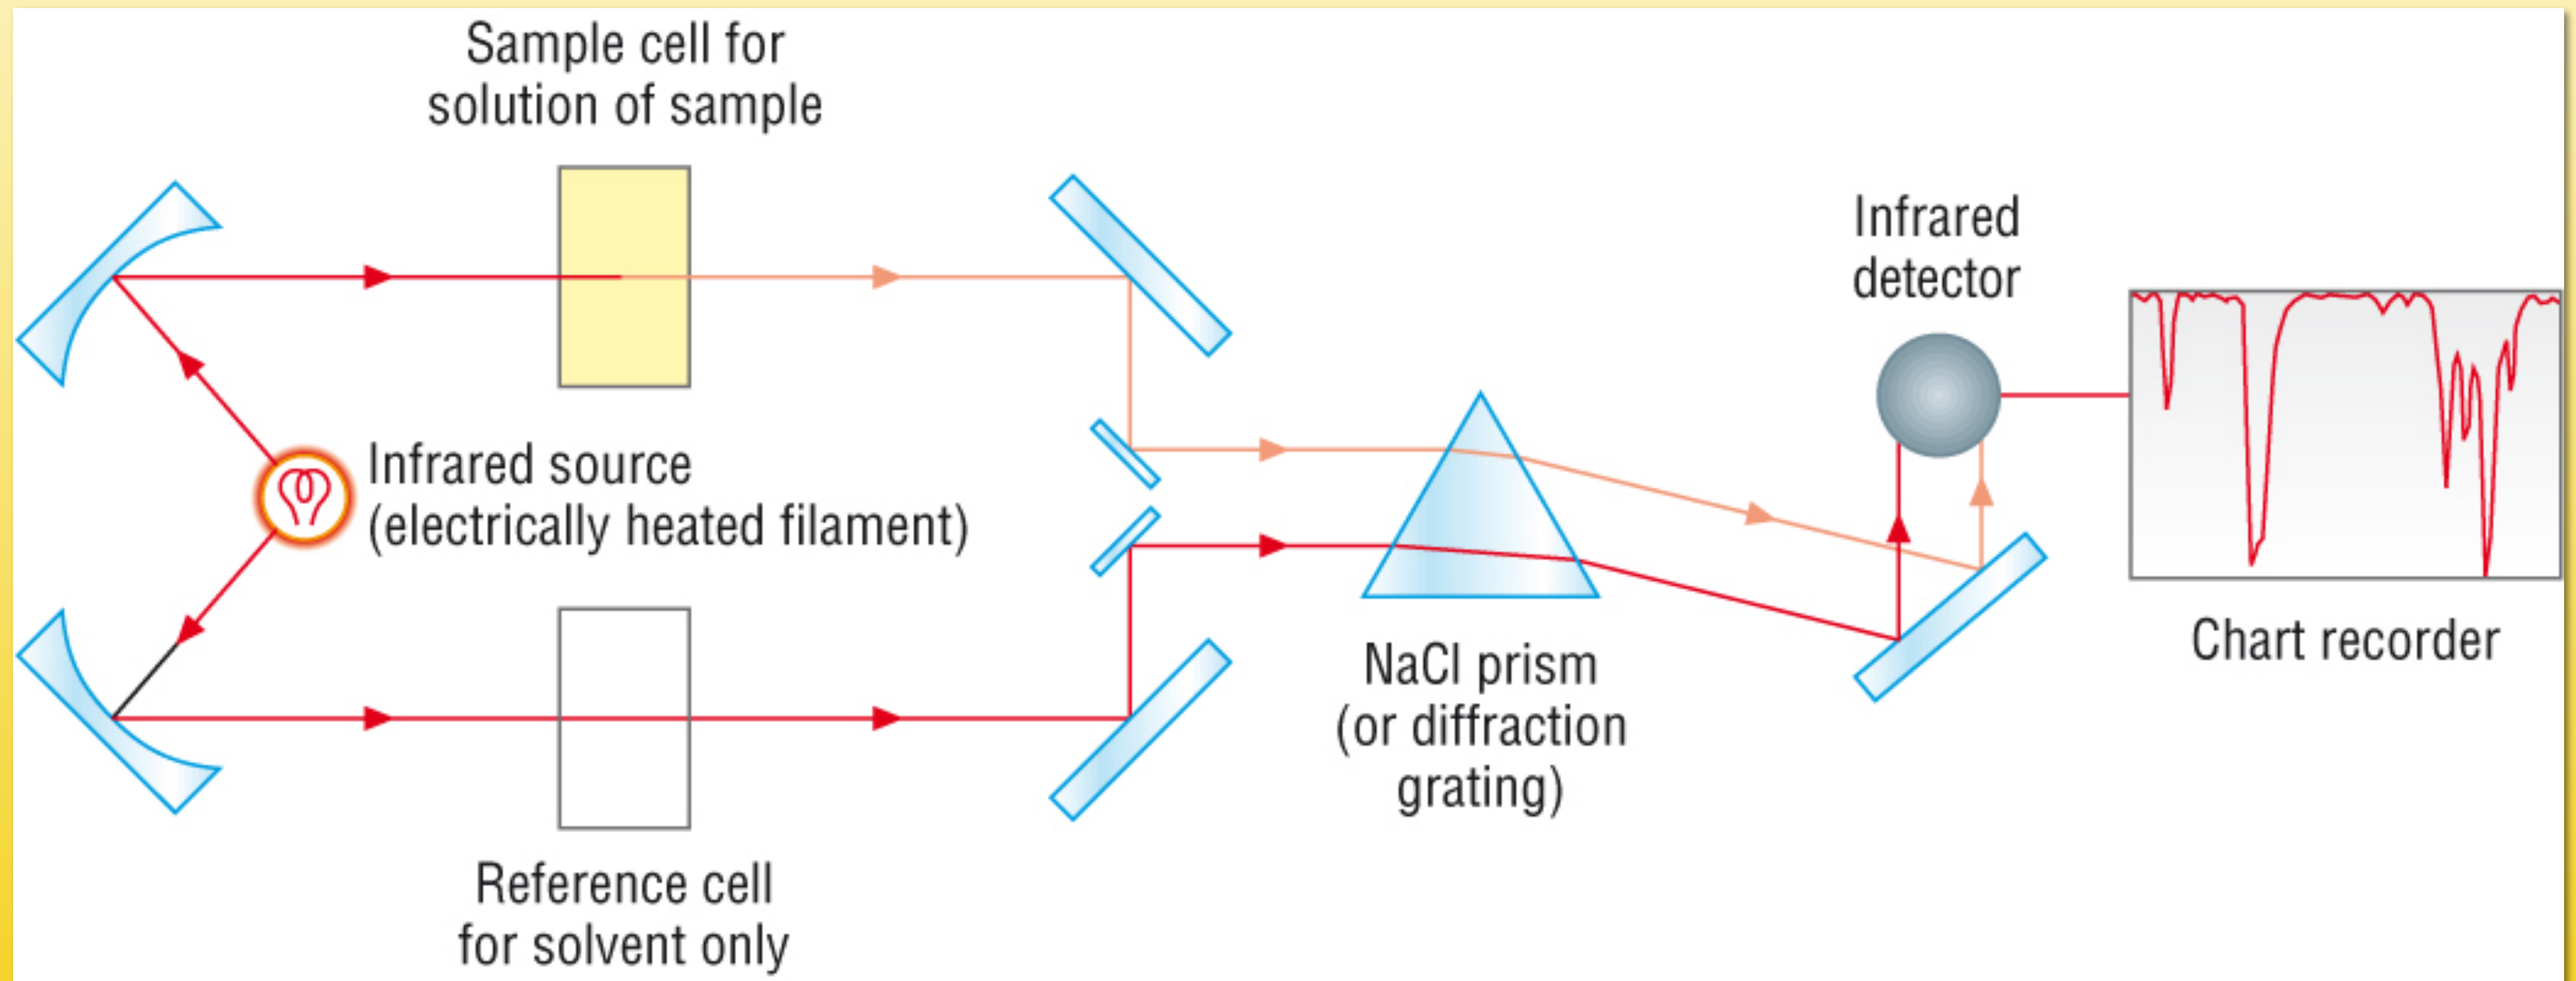 Sample cell for
solution of sample
Infrared
detector
Infrared source
(electrically heated filament)
Chart recorder
NaCl prism
(or diffraction
grating)
Reference cell
for solvent only